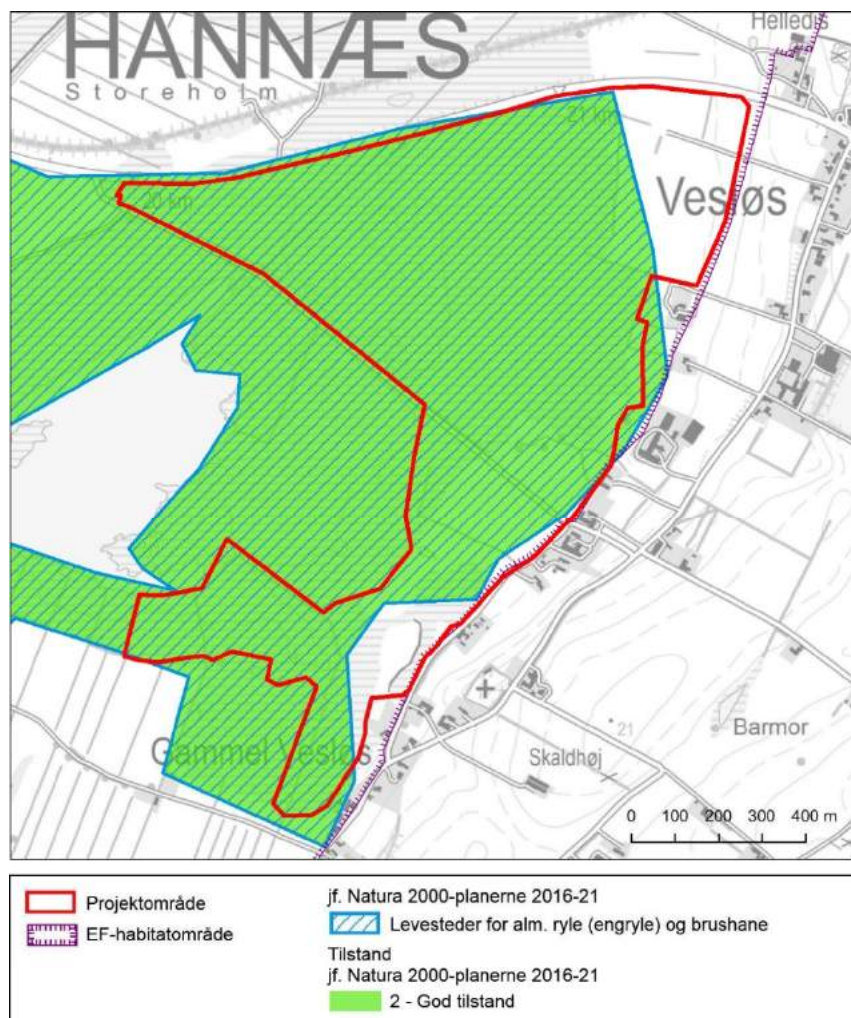 HANNÆS
Storeholm
Helledis
21 km
20 km
Vesløs
Gammel Vesløs
Skaldhøj
21
Barmor
0 100 200 300 400 m
Projektområde
EF-habitatområde
jf. Natura 2000-planerne 2016-21
Levesteder for alm. ryle (engryle) og brushane
Tilstand
jf. Natura 2000-planerne 2016-21
2 - God tilstand